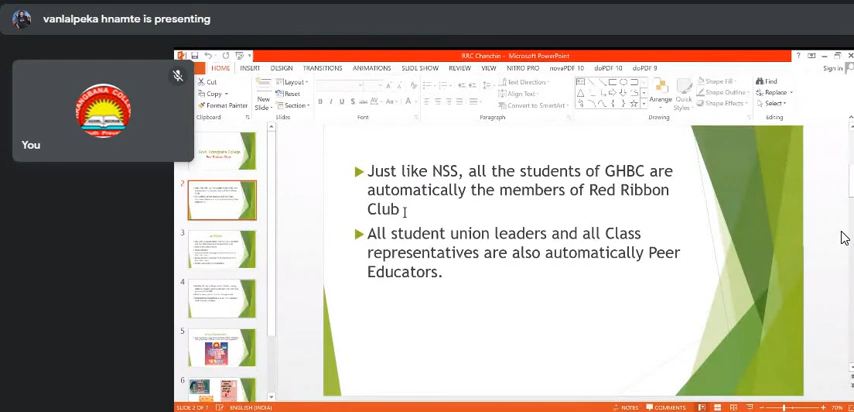 vanlalpeka hnamte is presenting
RRC Chanchin - Microsoft PowerPoint
HOME INSERT DESIGN TRANSITIONS ANIMATIONS SLIDE SHOW REVIEW VIEW NITRO PRO novaPDF 10 doPDF 10 doPDF 9 Sign in
Cut
Copy
Format Painter
Clipboard
New
Slide
Layout
Reset
Section
Slides
Font
Text Direction
Align Text
Convert to SmartArt
Paragraph
Arrange
Quick
Styles
Shape Fill
Shape Outline
Shape Effects
Drawing
Find
Replace
Select
Editing
You
2
3
4
5
6
Just like NSS, all the students of GHBC are
automatically the members of Red Ribbon
Club
All student union leaders and all Class
representatives are also automatically Peer
Educators.
SLIDE 2 OF 7 ENGLISH (INDIA) NOTES COMMENTS 70%